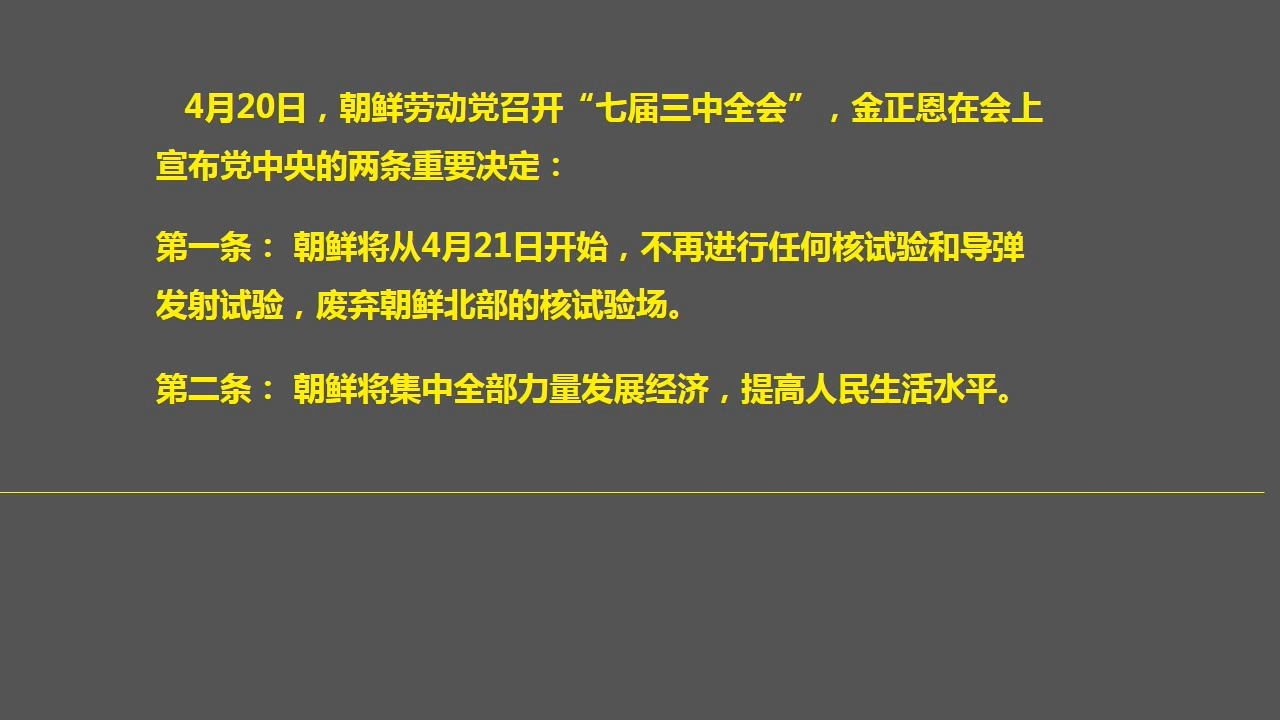 4月20日，朝鲜劳动党召开“七届三中全会”，金正恩在会上
宣布党中央的两条重要决定：
第一条： 朝鲜将从4月21日开始，不再进行任何核试验和导弹
发射试验，废弃朝鲜北部的核试验场。
第二条： 朝鲜将集中全部力量发展经济，提高人民生活水平。